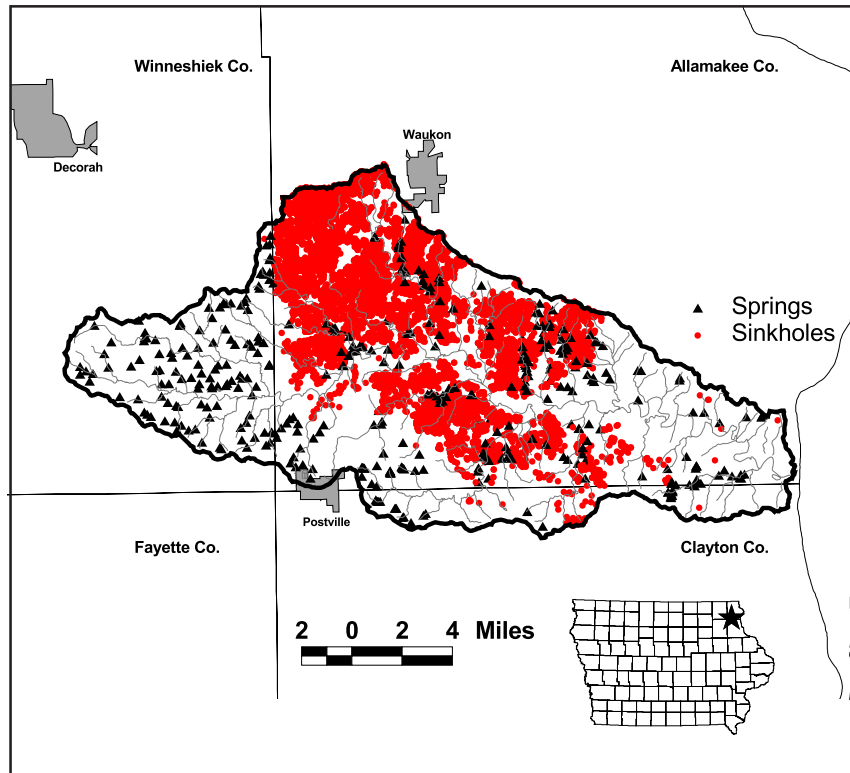 Winneshiek Co.
Allamakee Co.
Waukon
Decorah
Springs
Sinkholes
Postville
Fayette Co.
Clayton Co.
2 0 2 4 Miles